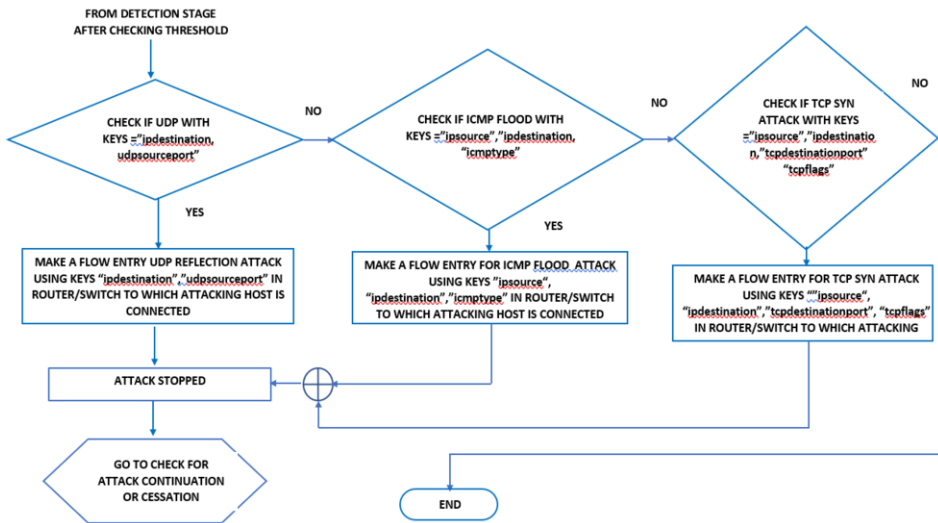 FROM DETECTION STAGE
AFTER CHECKING THRESHOLD
CHECK IF UDP WITH
KEYS ="ipdestination,
udpsourceport"
NO
CHECK IF ICMP FLOOD WITH
KEYS ="ipsource","ipdestination,
"icmptype"
NO
CHECK IF TCP SYN
ATTACK WITH KEYS
="ipsource","ipdestinatio
n,"tcpdestinationport"
"tcpflags"
NO
YES
YES
MAKE A FLOW ENTRY UDP REFLECTION ATTACK
USING KEYS "ipdestination","udpsourceport" IN
ROUTER/SWITCH TO WHICH ATTACKING HOST IS
CONNECTED
MAKE A FLOW ENTRY FOR ICMP FLOOD ATTACK
USING KEYS "ipsource",
"ipdestination","icmptype" IN ROUTER/SWITCH
TO WHICH ATTACKING HOST IS CONNECTED
MAKE A FLOW ENTRY FOR TCP SYN ATTACK
USING KEYS ""ipsource",
"ipdestination","tcpdestinationport", "tcpflags"
IN ROUTER/SWITCH TO WHICH ATTACKING
ATTACK STOPPED
GO TO CHECK FOR
ATTACK CONTINUATION
OR CESSATION
END